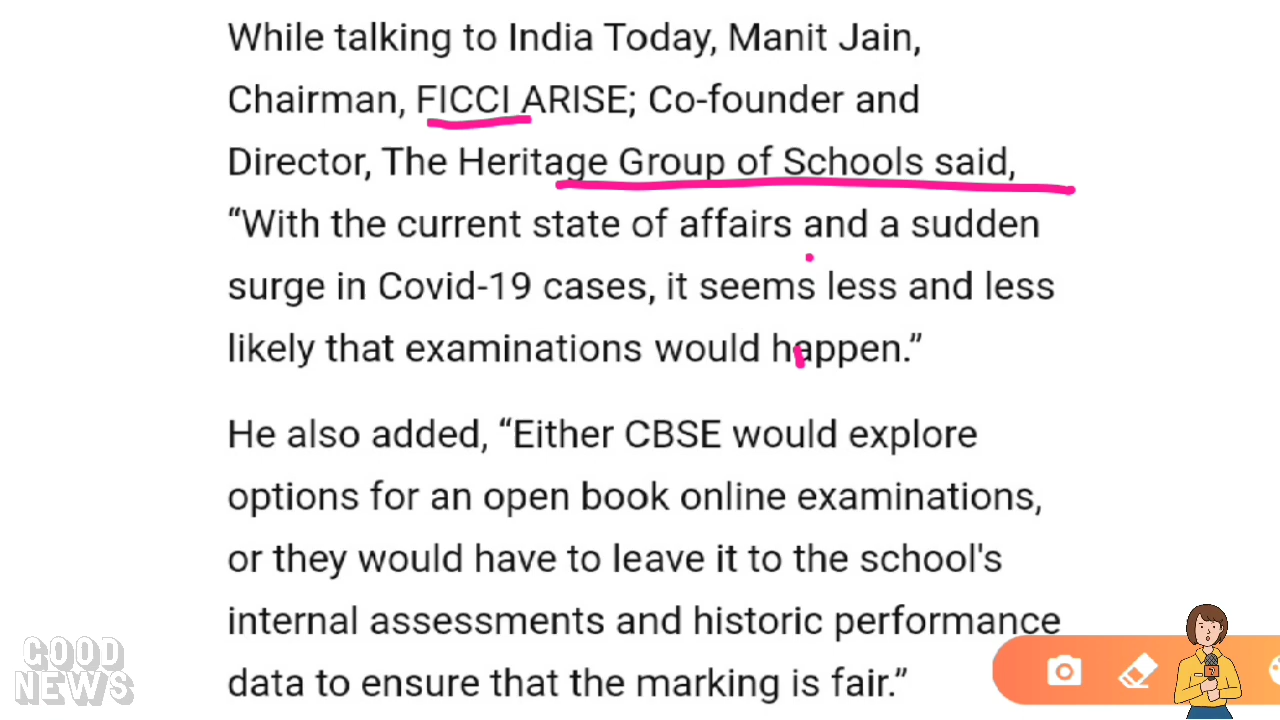 While talking to India Today, Manit Jain,
Chairman, FICCI ARISE; Co-founder and
Director, The Heritage Group of Schools said,
“With the current state of affairs and a sudden
surge in Covid-19 cases, it seems less and less
likely that examinations would happen.”
He also added, “Either CBSE would explore
options for an open book online examinations,
or they would have to leave it to the school's
internal assessments and historic performance
data to ensure that the marking is fair.”
GOOD
NEWS